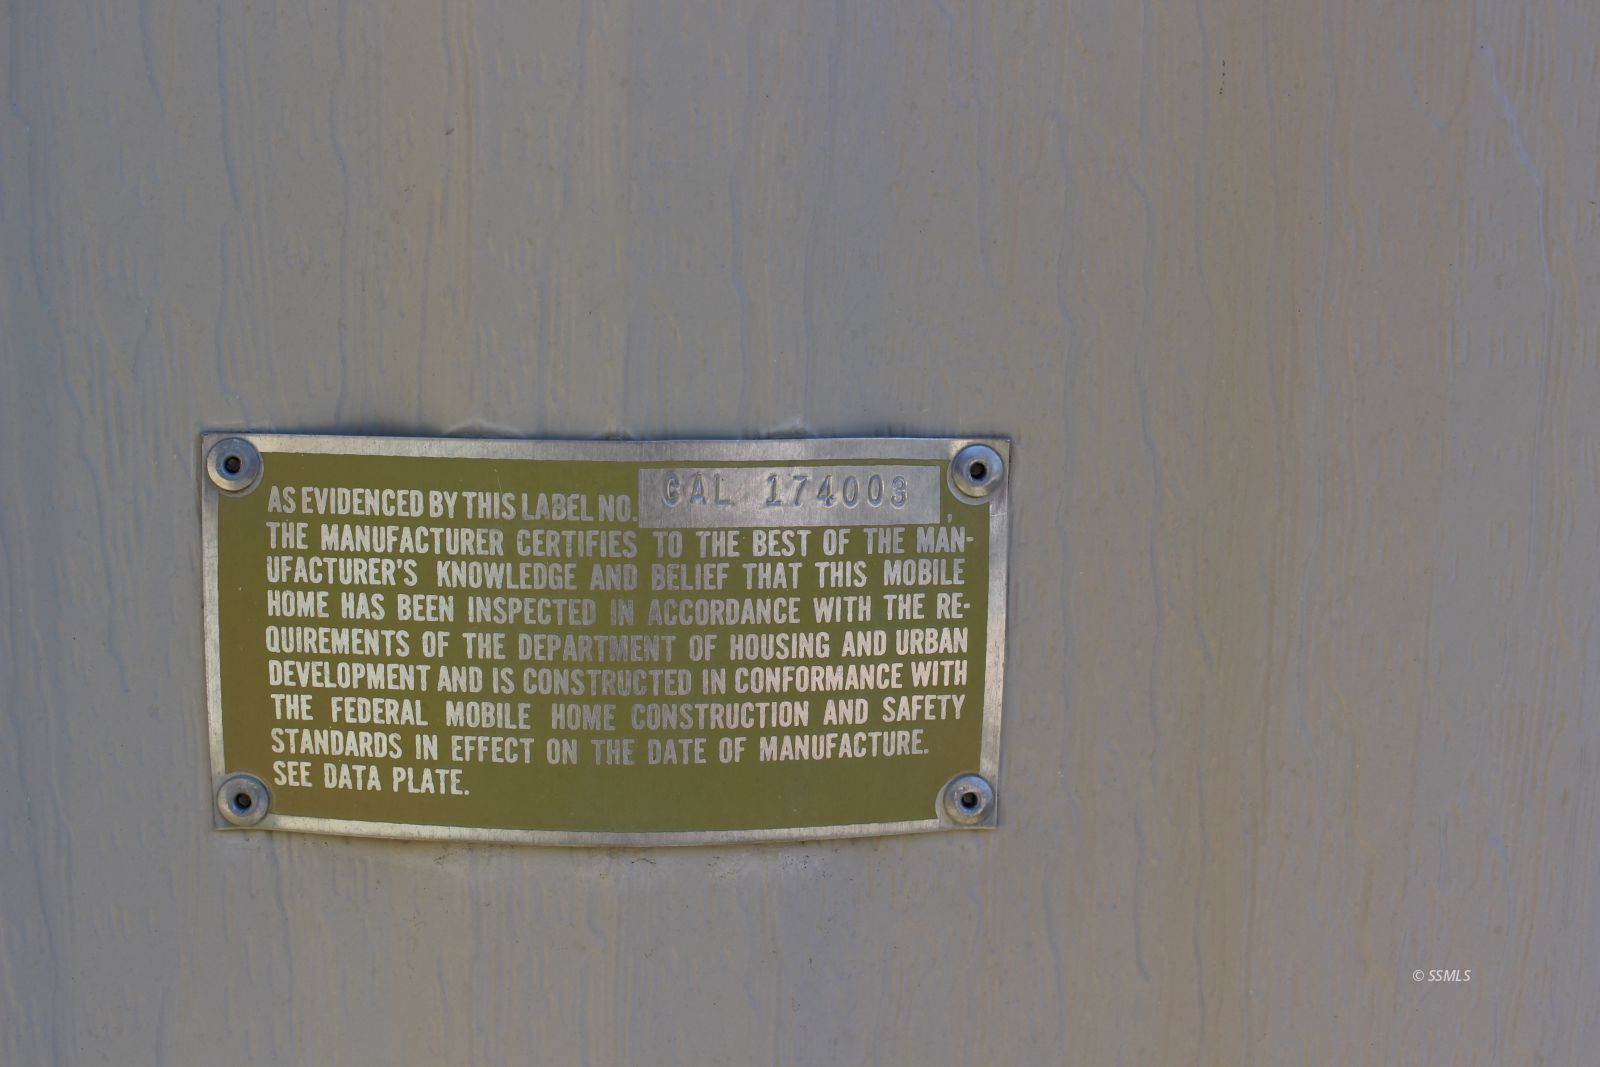 AS EVIDENCED BY THIS LABEL NO. CAL 174003,
THE MANUFACTURER CERTIFIES TO THE BEST OF THE MAN-
UFACTURER'S KNOWLEDGE AND BELIEF THAT THIS MOBILE
HOME HAS BEEN INSPECTED IN ACCORDANCE WITH THE RE-
QUIREMENTS OF THE DEPARTMENT OF HOUSING AND URBAN
DEVELOPMENT AND IS CONSTRUCTED IN CONFORMANCE WITH
THE FEDERAL MOBILE HOME CONSTRUCTION AND SAFETY
STANDARDS IN EFFECT ON THE DATE OF MANUFACTURE.
SEE DATA PLATE.
© SSMLS